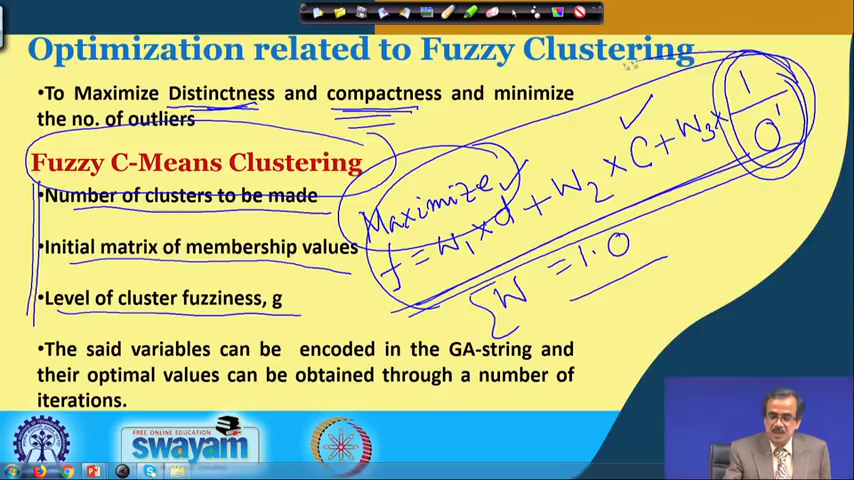 Optimization related to Fuzzy Clustering
•To Maximize Distinctness and compactness and minimize
the no. of outliers
Fuzzy C-Means Clustering
•Number of clusters to be made
•Initial matrix of membership values
•Level of cluster fuzziness, g
Maximize
f = W1 × d + W2 × C + W3 × 1/O'
∑W = 1.0
•The said variables can be encoded in the GA-string and
their optimal values can be obtained through a number of
iterations.
FREE ONLINE EDUCATION
swayam